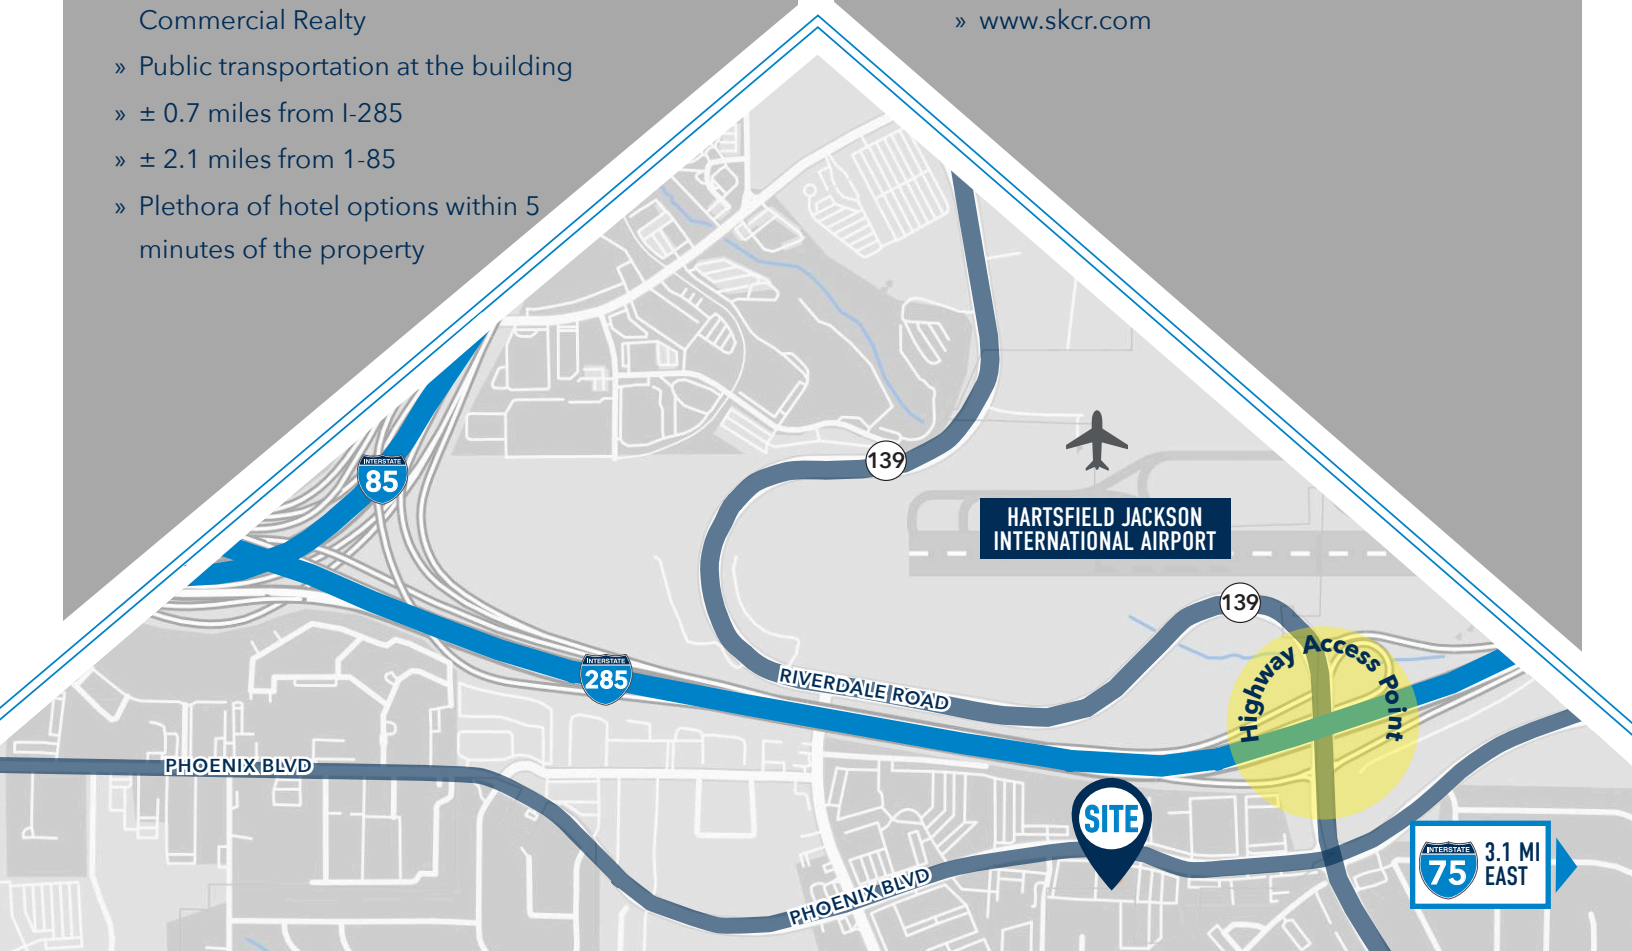 Commercial Realty
» Public transportation at the building
» ± 0.7 miles from I-285
» ± 2.1 miles from 1-85
» Plethora of hotel options within 5
minutes of the property
» www.skcr.com
139
INTERSTATE
85
HARTSFIELD JACKSON
INTERNATIONAL AIRPORT
139
Highway Access Point
INTERSTATE
285
RIVERDALE ROAD
PHOENIX BLVD
SITE
PHOENIX BLVD
INTERSTATE
75
3.1 MI
EAST